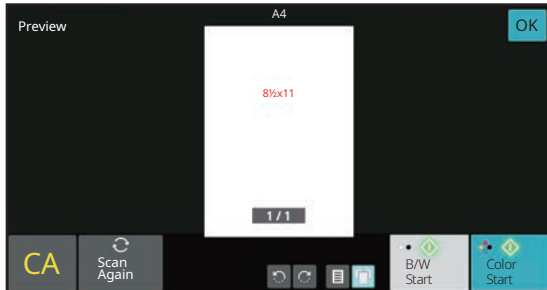 A4
Preview
OK
8½x11
1 / 1
CA
Scan
Again
B/W
Start
Color
Start